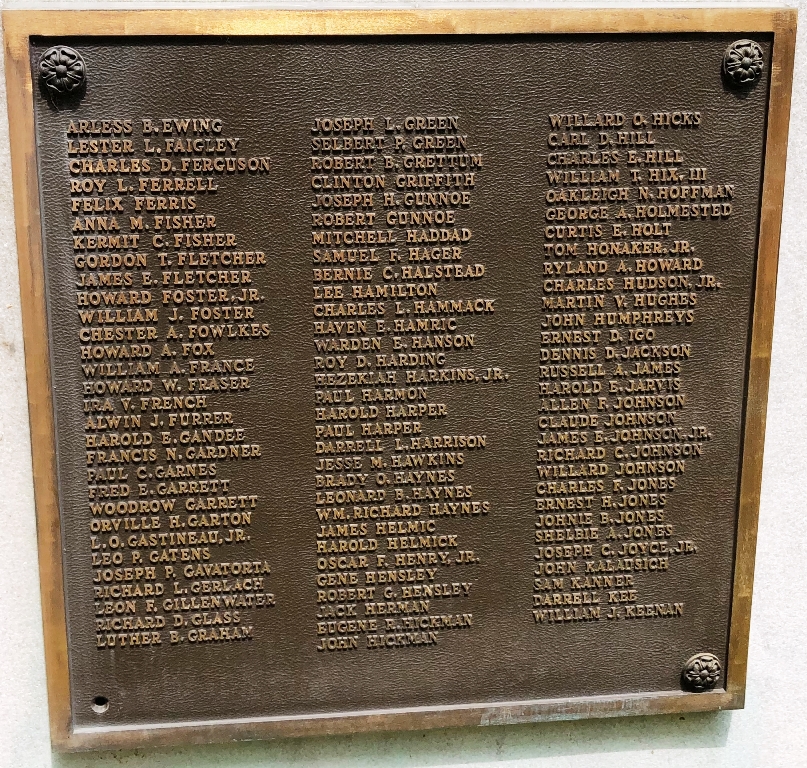 ARLESS B. EWING
LESTER L. FAIGLEY
CHARLES D. FERGUSON
ROY L. FERRELL
FELIX FERRIS
ANNA M. FISHER
KERMIT C. FISHER
GORDON T. FLETCHER
JAMES E. FLETCHER
HOWARD FOSTER, JR.
WILLIAM J. FOSTER
CHESTER A. FOWLKES
HOWARD A. FOX
WILLIAM A. FRANCE
HOWARD W. FRASER
IRA V. FRENCH
ALWIN J. FURRER
HAROLD E. GANDEE
FRANCIS N. GARDNER
PAUL C. GARNES
FRED E. GARRETT
WOODROW GARRETT
ORVILLE H. GARTON
L. O. GASTINEAU, JR.
LEO P. GATENS
JOSEPH P. GAVATORTA
RICHARD L. GERLACH
LEON F. GILLENWATER
RICHARD D. GLASS
LUTHER B. GRAHAM
JOSEPH L. GREEN
SELBERT P. GREEN
ROBERT B. GRETTUM
CLINTON GRIFFITH
JOSEPH H. GUNNOE
ROBERT GUNNOE
MITCHELL HADDAD
SAMUEL F. HAGER
BERNIE C. HALSTEAD
LEE HAMILTON
CHARLES L. HAMMACK
HAVEN E. HAMRIC
WARDEN E. HANSON
ROY D. HARDING
HEZEKIAH HARKINS, JR.
PAUL HARMON
HAROLD HARPER
PAUL HARPER
DARRELL L. HARRISON
JESSE M. HAWKINS
BRADY O. HAYNES
LEONARD B. HAYNES
WM. RICHARD HAYNES
JAMES HELMIC
HAROLD HELMICK
OSCAR F. HENRY, JR.
GENE HENSLEY
ROBERT G. HENSLEY
JACK HERMAN
EUGENE F. HICKMAN
JOHN HICKMAN
WILLARD O. HICKS
CARL D. HILL
CHARLES E. HILL
WILLIAM T. HIX, III
OAKLEIGH N. HOFFMAN
GEORGE A. HOLMESTED
CURTIS E. HOLT
TOM HONAKER, JR.
RYLAND A. HOWARD
CHARLES HUDSON, JR.
MARTIN V. HUGHES
JOHN HUMPHREYS
ERNEST D. IGO
DENNIS D. JACKSON
RUSSELL A. JAMES
HAROLD E. JARVIS
ALLEN F. JOHNSON
CLAUDE JOHNSON
JAMES E. JOHNSON, JR.
RICHARD C. JOHNSON
WILLARD JOHNSON
CHARLES F. JONES
ERNEST H. JONES
JOHNIE B. JONES
SHELBIE A. JONES
JOSEPH C. JOYCE, JR.
JOHN KALAUSICH
SAM KANNER
DARRELL KEE
WILLIAM J. KEENAN